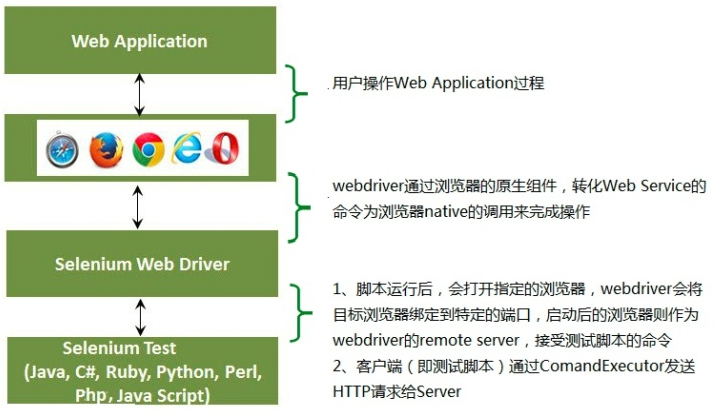 Web Application
用户操作Web Application过程
webdriver通过浏览器的原生组件，转化Web Service的
命令为浏览器native的调用来完成操作
Selenium Web Driver
1、脚本运行后，会打开指定的浏览器，webdriver会将
目标浏览器绑定到特定的端口，启动后的浏览器则作为
webdriver的remote server，接受测试脚本的命令
2、客户端（即测试脚本）通过ComandExecutor发送
HTTP请求给Server
Selenium Test
(Java, C#, Ruby, Python, Perl,
Php, Java Script)